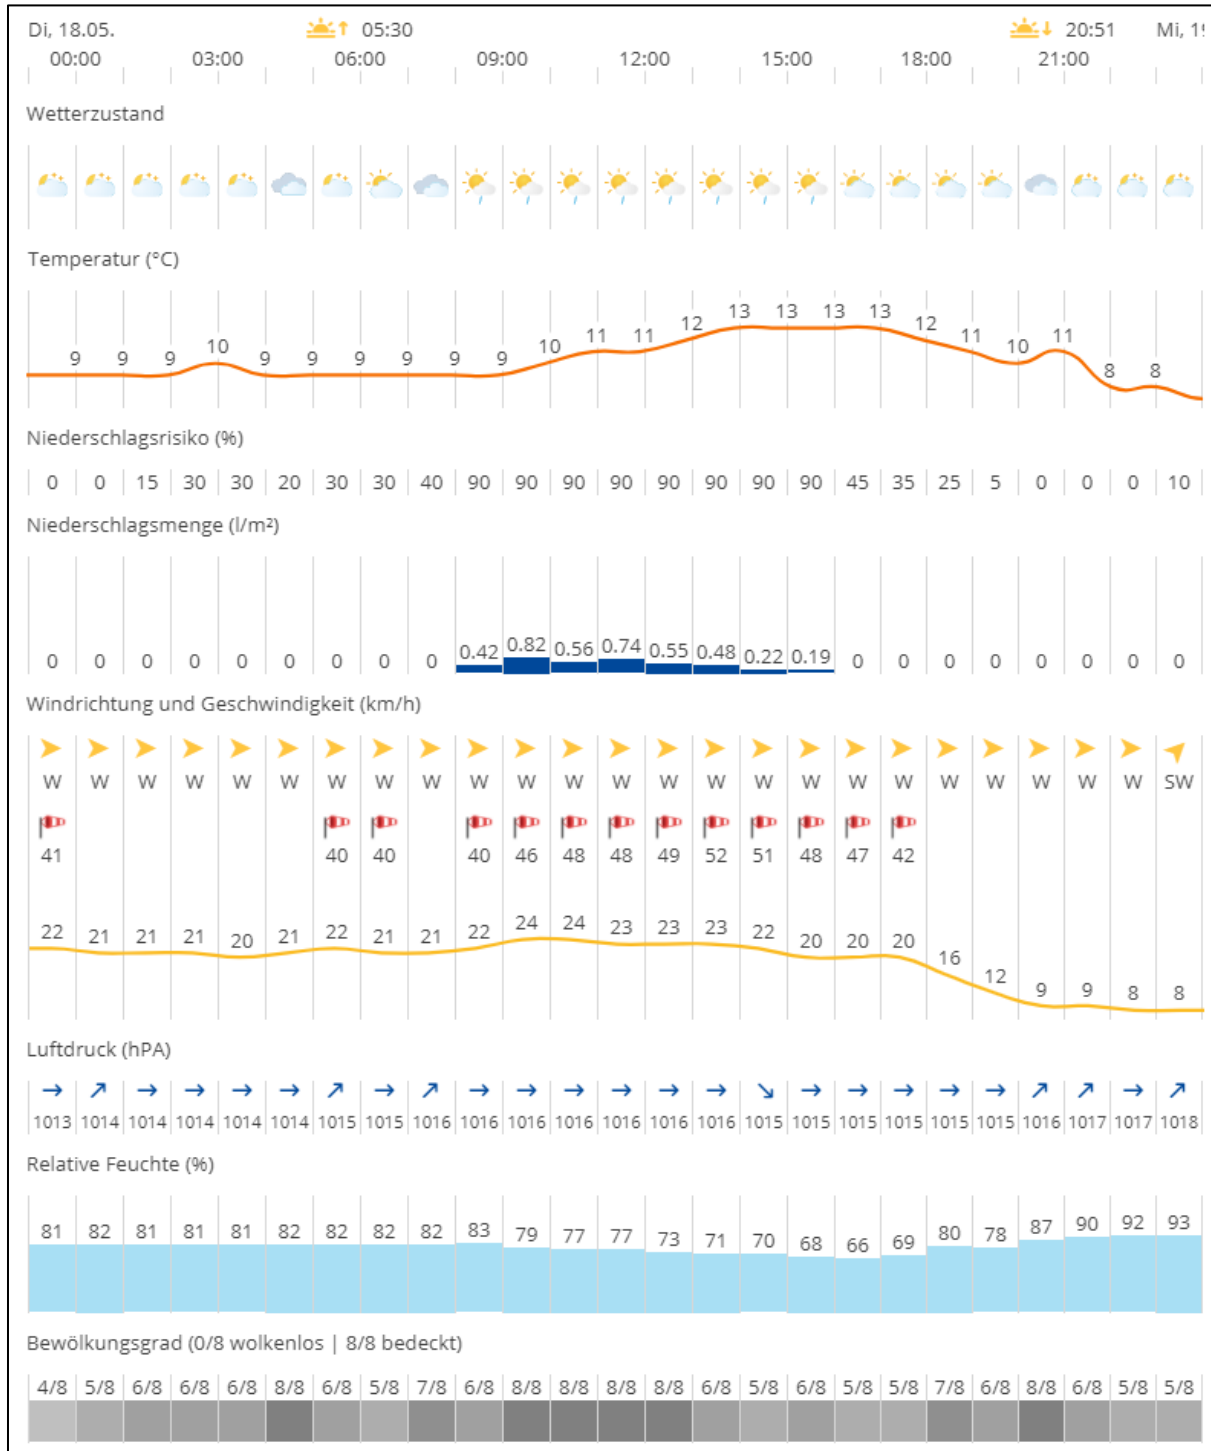 Di, 18.05. 05:30 20:51 Mi, 19
00:00 03:00 06:00 09:00 12:00 15:00 18:00 21:00
Wetterzustand
Temperatur (°C)
9 9 9 10 9 9 9 9 9 9 10 11 11 12 13 13 13 13 12 11 10 11 8 8
Niederschlagsrisiko (%)
0 0 15 30 30 20 30 30 40 90 90 90 90 90 90 90 90 45 35 25 5 0 0 0 10
Niederschlagsmenge (l/m²)
0 0 0 0 0 0 0 0 0 0.42 0.82 0.56 0.74 0.55 0.48 0.22 0.19 0 0 0 0 0 0 0 0
Windrichtung und Geschwindigkeit (km/h)
W W W W W W W W W W W W W W W W W W W W W W W W SW
41 40 40 40 46 48 48 49 52 51 48 47 42
22 21 21 21 20 21 22 21 21 22 24 24 23 23 23 22 20 20 20 16 12 9 9 8 8
Luftdruck (hPA)
1013 1014 1014 1014 1014 1014 1015 1015 1016 1016 1016 1016 1016 1016 1016 1015 1015 1015 1015 1015 1015 1016 1017 1017 1018
Relative Feuchte (%)
81 82 81 81 81 82 82 82 82 83 79 77 77 73 71 70 68 66 69 80 78 87 90 92 93
Bewölkungsgrad (0/8 wolkenlos | 8/8 bedeckt)
4/8 5/8 6/8 6/8 6/8 8/8 6/8 5/8 7/8 6/8 8/8 8/8 8/8 8/8 6/8 5/8 6/8 5/8 5/8 7/8 6/8 8/8 6/8 5/8 5/8